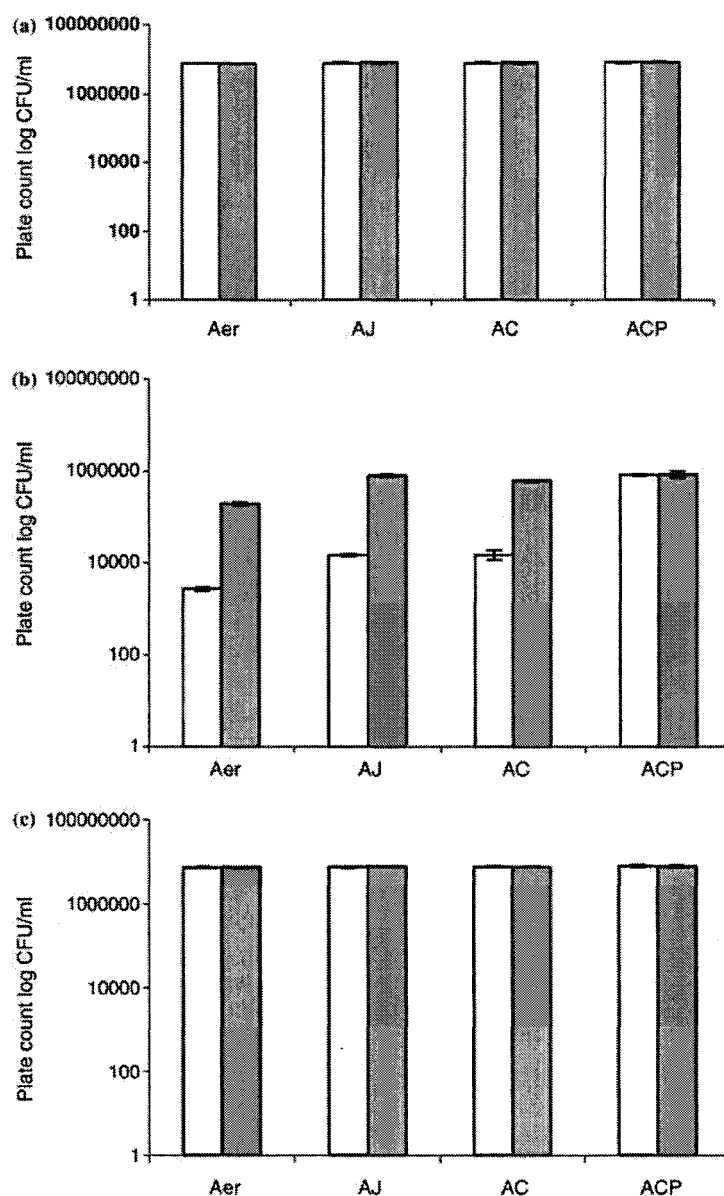 (a) 100000000
1000000
10000
100
1
Plate count log CFU/ml
Aer AJ AC ACP
(b) 100000000
1000000
10000
100
1
Plate count log CFU/ml
Aer AJ AC ACP
(c) 100000000
1000000
10000
100
1
Plate count log CFU/ml
Aer AJ AC ACP